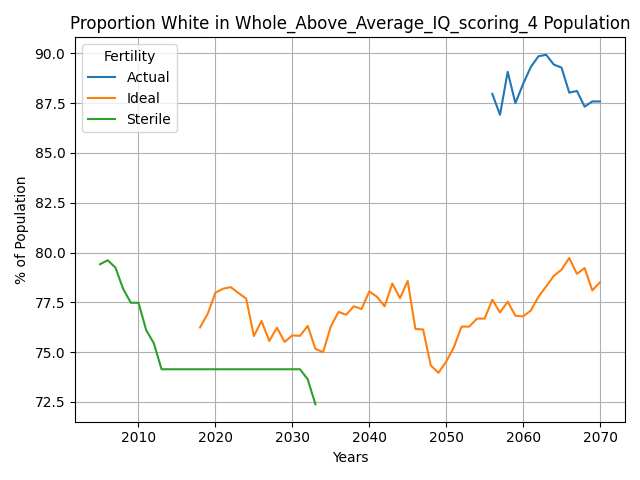 Proportion White in Whole_Above_Average_IQ_scoring_4 Population
Fertility
Actual
Ideal
Sterile
90.0
87.5
85.0
82.5
80.0
77.5
75.0
72.5
% of Population
2010
2020
2030
2040
2050
2060
2070
Years